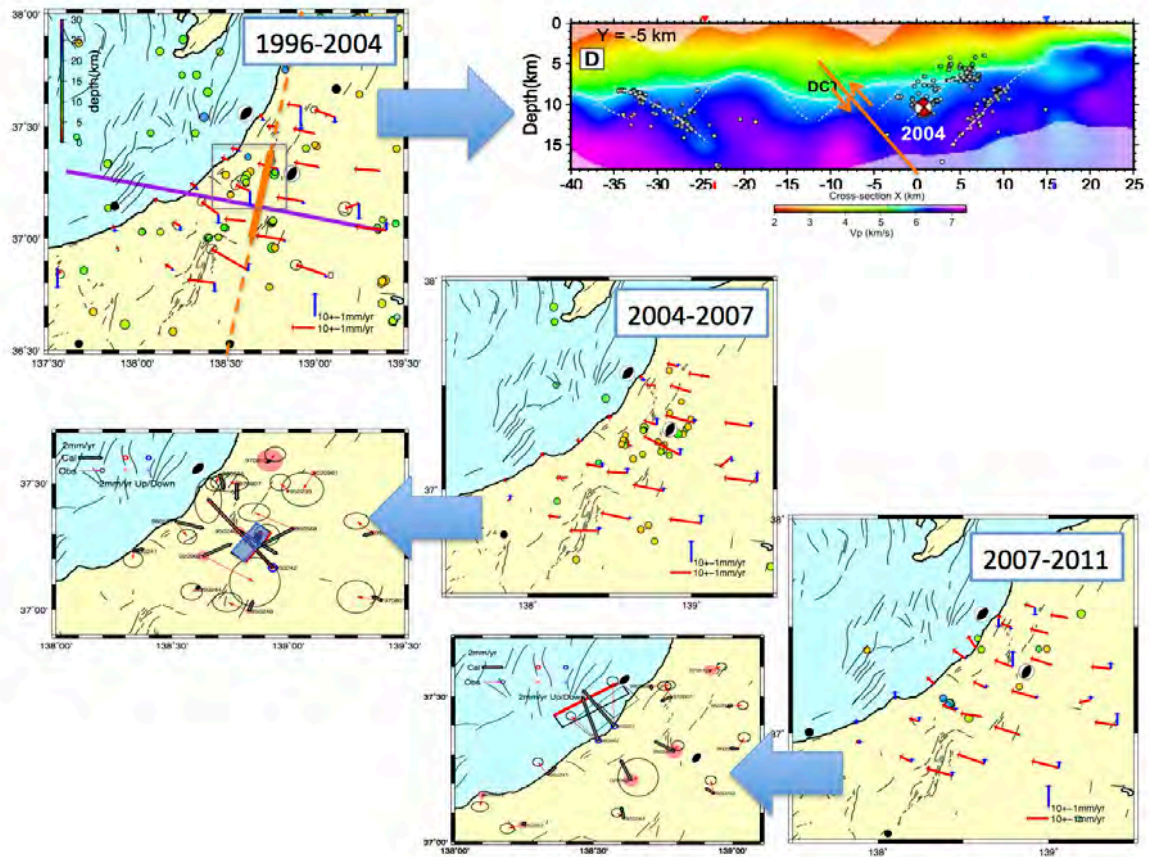 38˚00'
1996-2004
depth(km)
30
20
10
0
37˚30'
37˚00'
36˚30'
10+−1mm/yr
10+−1mm/yr
137˚30'
138˚00'
138˚30'
139˚00'
139˚30'
Y = -5 km
D
DC1
2004
Depth(km)
0
5
10
15
-40 -35 -30 -25 -20 -15 -10 -5 0 5 10 15 20 25
Cross-section X (km)
2 3 4 5 6 7
Vp (km/s)
38˚
2004-2007
37˚
10+−1mm/yr
10+−1mm/yr
138˚
139˚
2mm/yr
Cal
Obs
2mm/yr Up/Down
37˚30'
37˚00'
138˚00'
138˚30'
139˚00'
139˚30'
38˚
2007-2011
37˚
10+−1mm/yr
10+−1mm/yr
138˚
139˚
2mm/yr
Cal
Obs
2mm/yr Up/Down
37˚30'
37˚00'
138˚00'
138˚30'
139˚00'